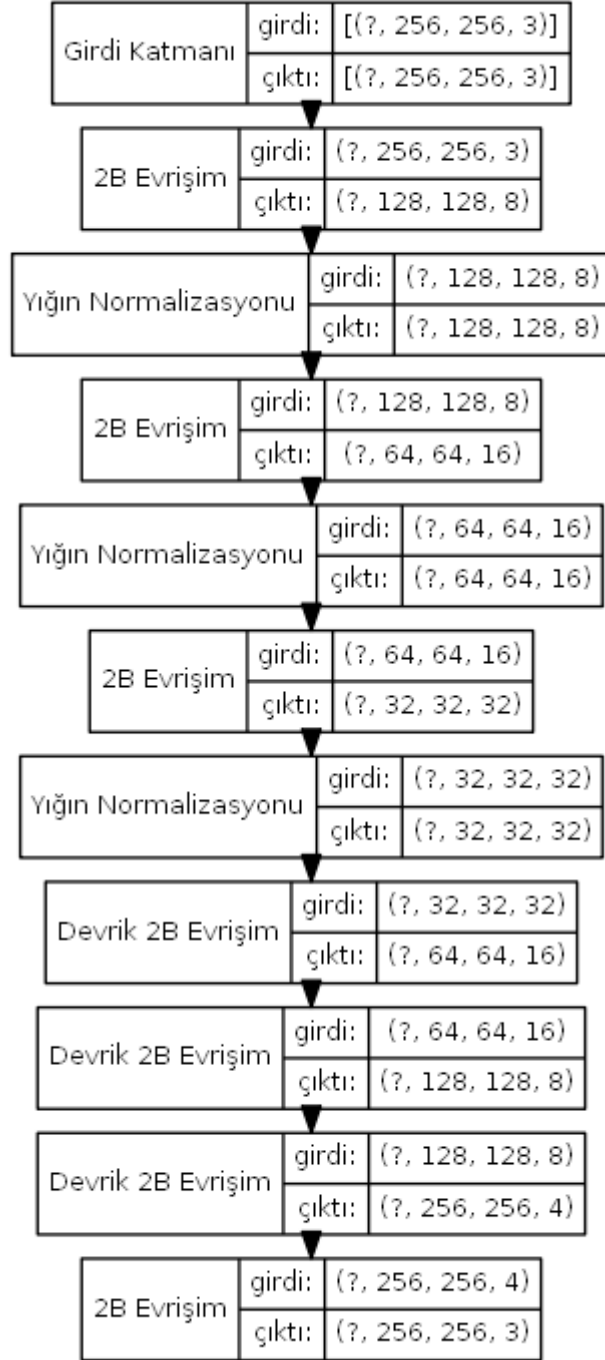 Girdi Katmanı
girdi: [(?, 256, 256, 3)]
çıktı: [(?, 256, 256, 3)]
2B Evrişim
girdi: (?, 256, 256, 3)
çıktı: (?, 128, 128, 8)
Yığın Normalizasyonu
girdi: (?, 128, 128, 8)
çıktı: (?, 128, 128, 8)
2B Evrişim
girdi: (?, 128, 128, 8)
çıktı: (?, 64, 64, 16)
Yığın Normalizasyonu
girdi: (?, 64, 64, 16)
çıktı: (?, 64, 64, 16)
2B Evrişim
girdi: (?, 64, 64, 16)
çıktı: (?, 32, 32, 32)
Yığın Normalizasyonu
girdi: (?, 32, 32, 32)
çıktı: (?, 32, 32, 32)
Devrik 2B Evrişim
girdi: (?, 32, 32, 32)
çıktı: (?, 64, 64, 16)
Devrik 2B Evrişim
girdi: (?, 64, 64, 16)
çıktı: (?, 128, 128, 8)
Devrik 2B Evrişim
girdi: (?, 128, 128, 8)
çıktı: (?, 256, 256, 4)
2B Evrişim
girdi: (?, 256, 256, 4)
çıktı: (?, 256, 256, 3)